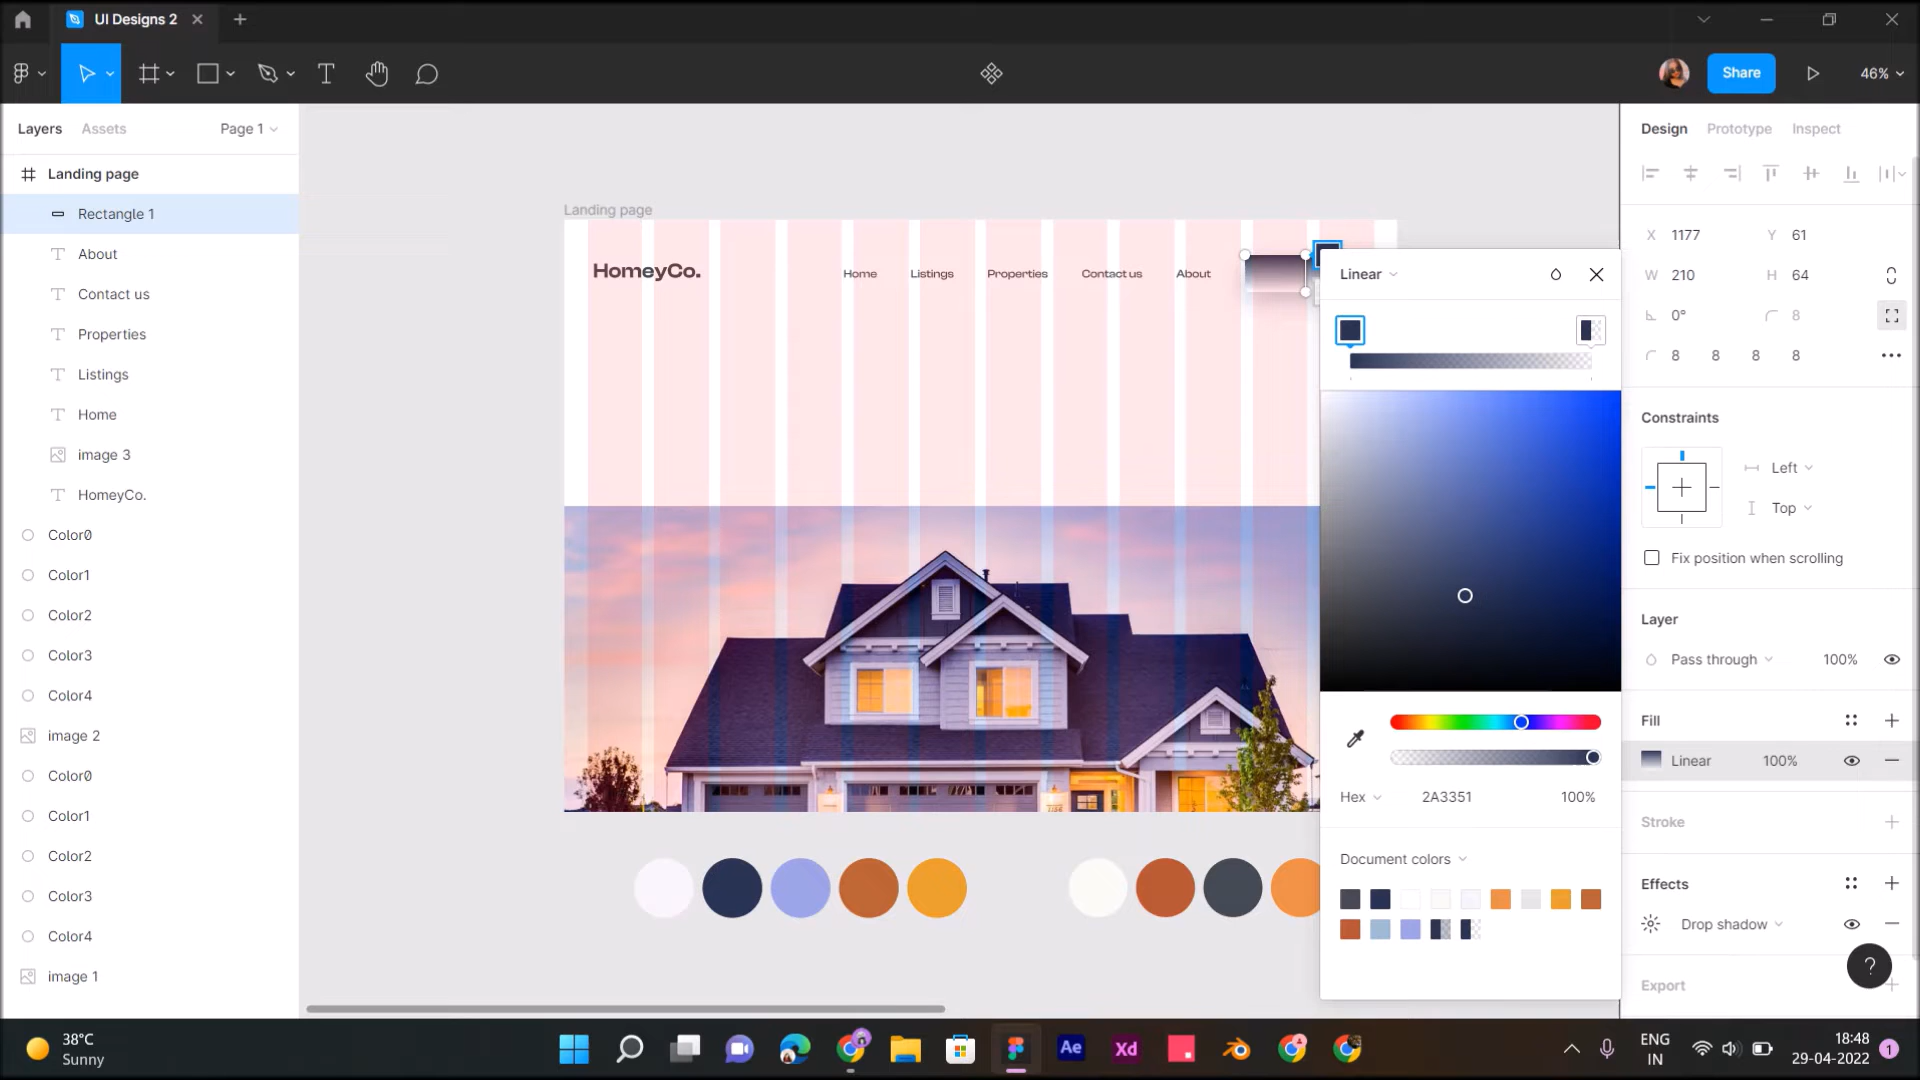 UI Designs 2
Share
46%
Layers
Assets
Page 1
Design
Prototype
Inspect
Landing page
Rectangle 1
About
Contact us
Properties
Listings
Home
image 3
HomeyCo.
Color0
Color1
Color2
Color3
Color4
image 2
Color0
Color1
Color2
Color3
Color4
image 1
Landing page
HomeyCo.
Home
Listings
Properties
Contact us
About
Linear
Hex
2A3351
100%
Document colors
X 1177 Y 61
W 210 H 64
0° 8
8 8 8 8
Constraints
Left
Top
Fix position when scrolling
Layer
Pass through 100%
Fill
Linear 100%
Stroke
Effects
Drop shadow
?
Export
38°C
Sunny
Ae
Xd
ENG
IN
18:48
29-04-2022
1